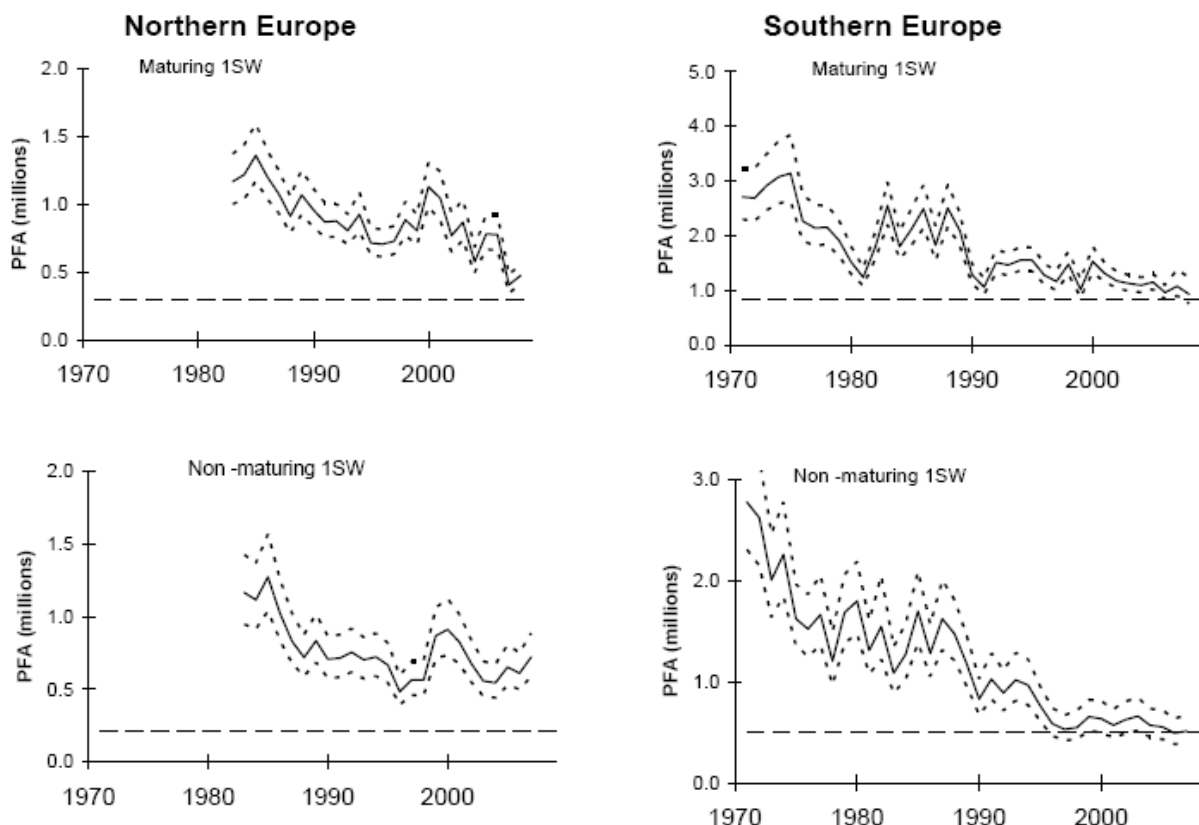 Northern Europe
Maturing 1SW
PFA (millions)
2.0
1.5
1.0
0.5
0.0
1970 1980 1990 2000
Southern Europe
Maturing 1SW
PFA (millions)
5.0
4.0
3.0
2.0
1.0
0.0
1970 1980 1990 2000
Non -maturing 1SW
PFA (millions)
2.0
1.5
1.0
0.5
0.0
1970 1980 1990 2000
Non -maturing 1SW
PFA (millions)
3.0
2.0
1.0
0.0
1970 1980 1990 2000